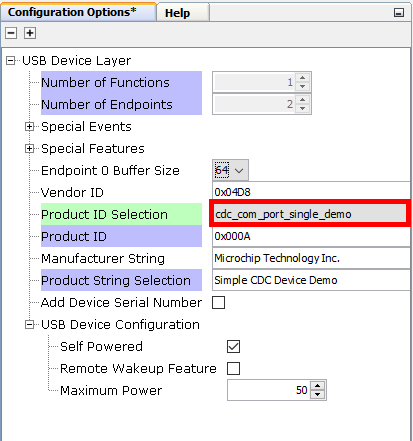 Configuration Options* Help
USB Device Layer
Number of Functions 1
Number of Endpoints 2
Special Events
Special Features
Endpoint 0 Buffer Size 64
Vendor ID 0x04D8
Product ID Selection cdc_com_port_single_demo
Product ID 0x000A
Manufacturer String Microchip Technology Inc.
Product String Selection Simple CDC Device Demo
Add Device Serial Number
USB Device Configuration
Self Powered
Remote Wakeup Feature
Maximum Power 50